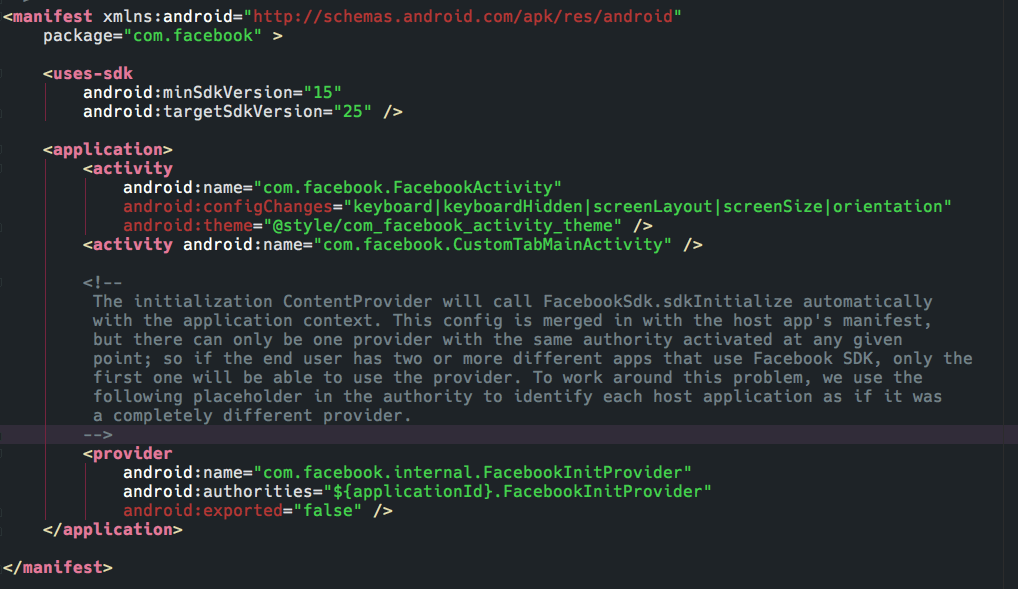 <manifest xmlns:android="http://schemas.android.com/apk/res/android"
    package="com.facebook" >

    <uses-sdk
        android:minSdkVersion="15"
        android:targetSdkVersion="25" />

    <application>
        <activity
            android:name="com.facebook.FacebookActivity"
            android:configChanges="keyboard|keyboardHidden|screenLayout|screenSize|orientation"
            android:theme="@style/com_facebook_activity_theme" />
        <activity android:name="com.facebook.CustomTabMainActivity" />

        <!--
         The initialization ContentProvider will call FacebookSdk.sdkInitialize automatically
         with the application context. This config is merged in with the host app's manifest,
         but there can only be one provider with the same authority activated at any given
         point; so if the end user has two or more different apps that use Facebook SDK, only the
         first one will be able to use the provider. To work around this problem, we use the
         following placeholder in the authority to identify each host application as if it was
         a completely different provider.
        -->
        <provider
            android:name="com.facebook.internal.FacebookInitProvider"
            android:authorities="${applicationId}.FacebookInitProvider"
            android:exported="false" />
    </application>

</manifest>